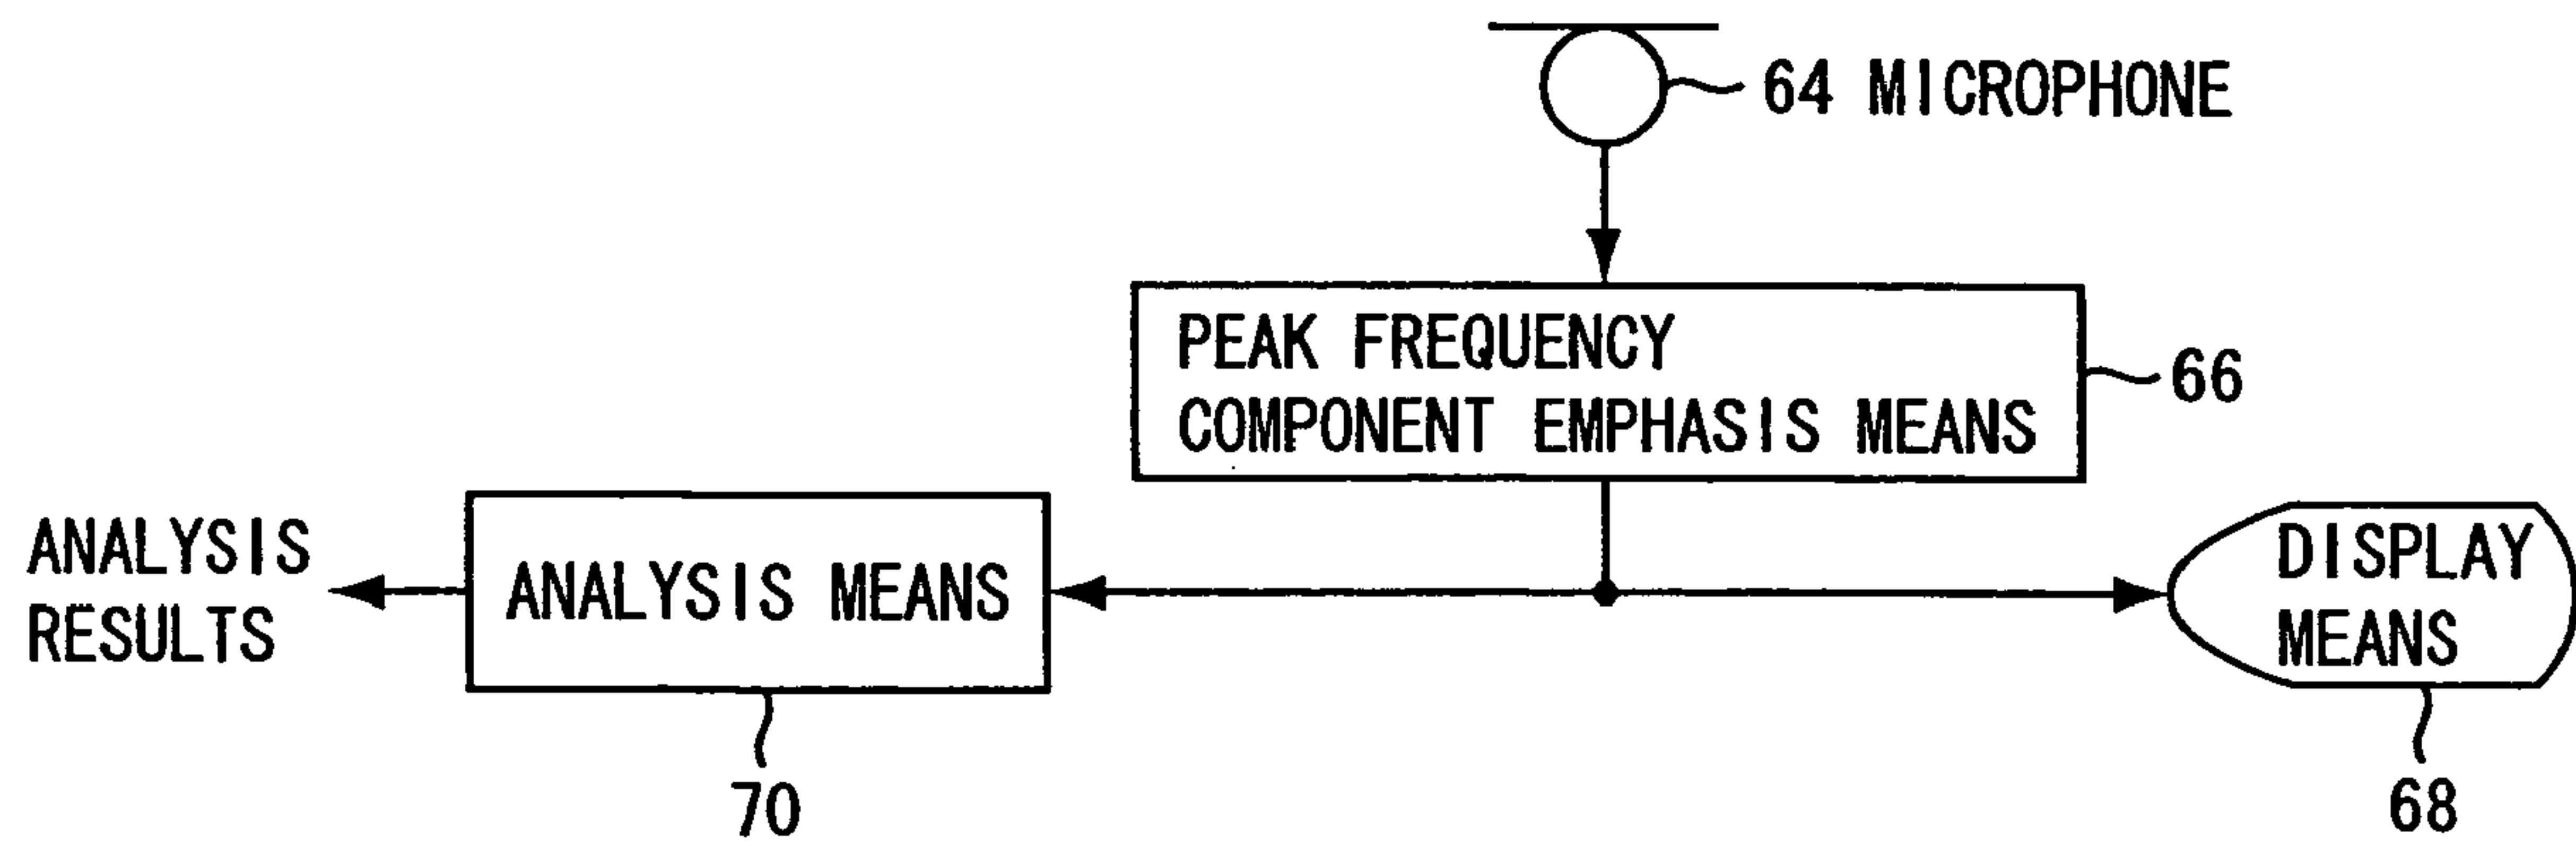 64 MICROPHONE
PEAK FREQUENCY
COMPONENT EMPHASIS MEANS
66
ANALYSIS
RESULTS
ANALYSIS MEANS
70
DISPLAY
MEANS
68